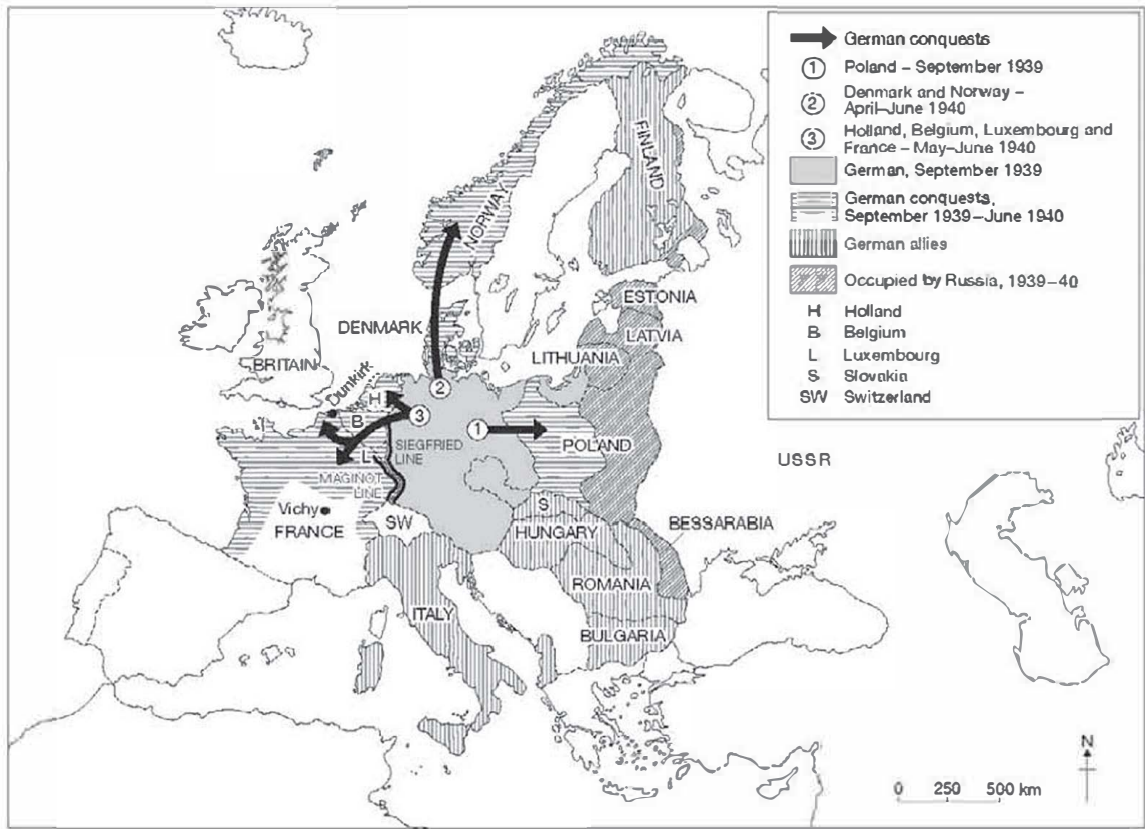 German conquests
1 Poland – September 1939
2 Denmark and Norway –
April–June 1940
3 Holland, Belgium, Luxembourg and
France – May–June 1940
German, September 1939
German conquests,
September 1939–June 1940
German allies
Occupied by Russia, 1939–40
H Holland
B Belgium
L Luxembourg
S Slovakia
SW Switzerland
FINLAND
NORWAY
ESTONIA
DENMARK
LATVIA
LITHUANIA
BRITAIN
Dunkirk
2
H
3
B
1
SIEGFRIED
LINE
POLAND
L
USSR
MAGINOT
LINE
S
Vichy
SW
BESSARABIA
FRANCE
HUNGARY
ROMANIA
ITALY
BULGARIA
N
0 250 500 km